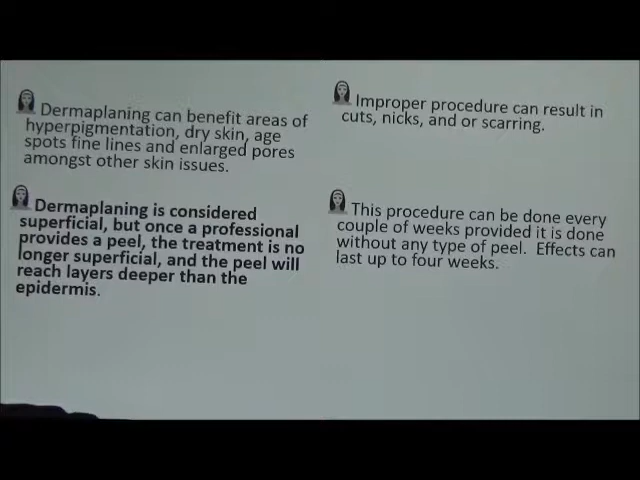 Dermaplaning can benefit areas of
hyperpigmentation, dry skin, age
spots fine lines and enlarged pores
amongst other skin issues.
Dermaplaning is considered
superficial, but once a professional
provides a peel, the treatment is no
longer superficial, and the peel will
reach layers deeper than the
epidermis.
Improper procedure can result in
cuts, nicks, and or scarring.
This procedure can be done every
couple of weeks provided it is done
without any type of peel. Effects can
last up to four weeks.